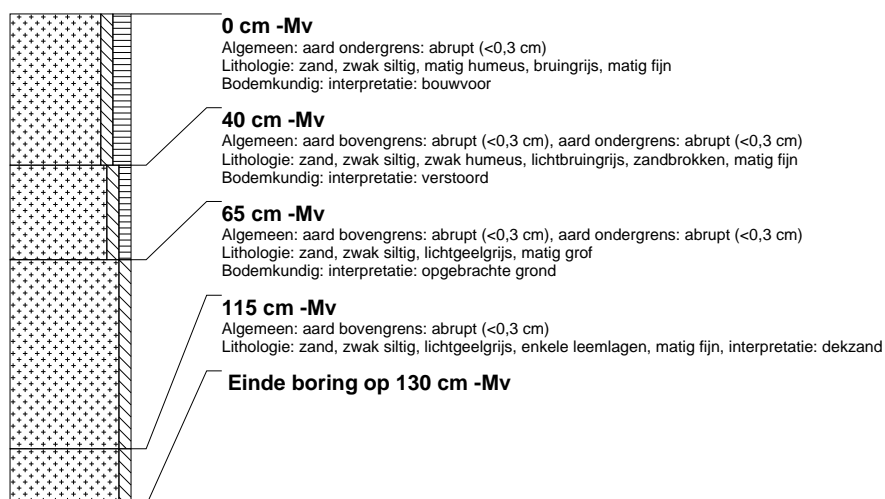 0 cm -Mv
Algemeen: aard ondergrens: abrupt (<0,3 cm)
Lithologie: zand, zwak siltig, matig humeus, bruingrijs, matig fijn
Bodemkundig: interpretatie: bouwvoor
40 cm -Mv
Algemeen: aard bovengrens: abrupt (<0,3 cm), aard ondergrens: abrupt (<0,3 cm)
Lithologie: zand, zwak siltig, zwak humeus, lichtbruingrijs, zandbrokken, matig fijn
Bodemkundig: interpretatie: verstoord
65 cm -Mv
Algemeen: aard bovengrens: abrupt (<0,3 cm), aard ondergrens: abrupt (<0,3 cm)
Lithologie: zand, zwak siltig, lichtgeelgrijs, matig grof
Bodemkundig: interpretatie: opgebrachte grond
115 cm -Mv
Algemeen: aard bovengrens: abrupt (<0,3 cm)
Lithologie: zand, zwak siltig, lichtgeelgrijs, enkele leemlagen, matig fijn, interpretatie: dekzand
Einde boring op 130 cm -Mv